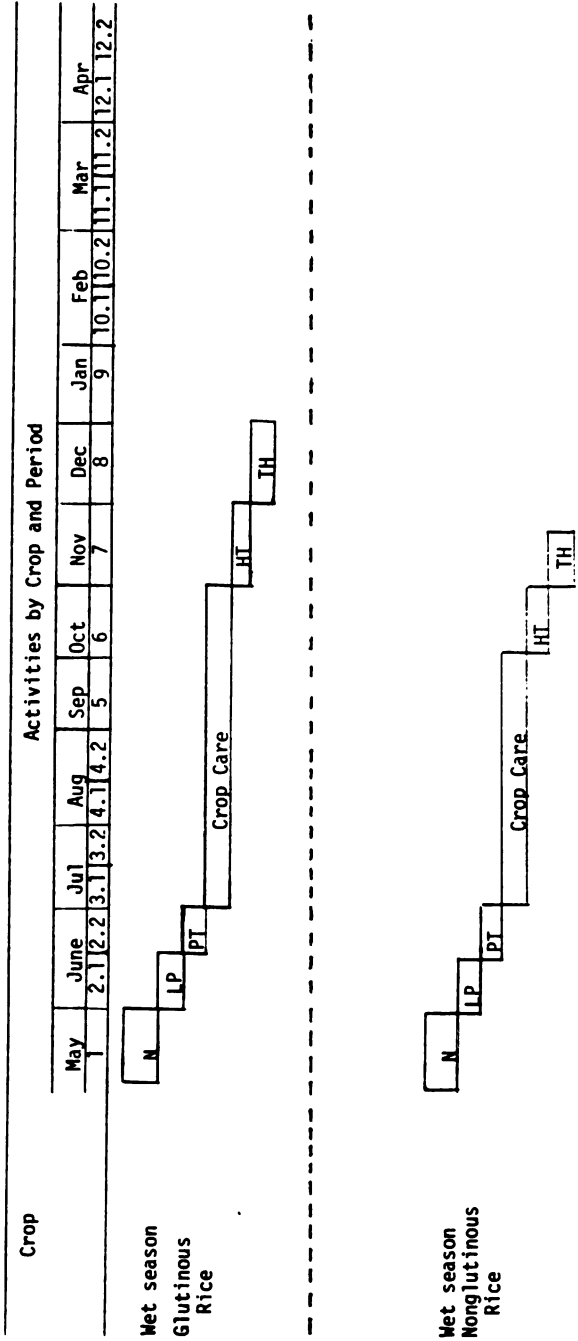 Activities by Crop and Period
Crop
May June Jul Aug Sep Oct Nov Dec Jan Feb Mar Apr
1 2.1 2.2 3.1 3.2 4.1 4.2 5 6 7 8 9 10.1 10.2 11.1 11.2 12.1 12.2
Wet season
Glutinous
Rice
N
LP
PT
Crop Care
HT
TH
Wet season
Nonglutinous
Rice
N
LP
PT
Crop Care
HT
TH